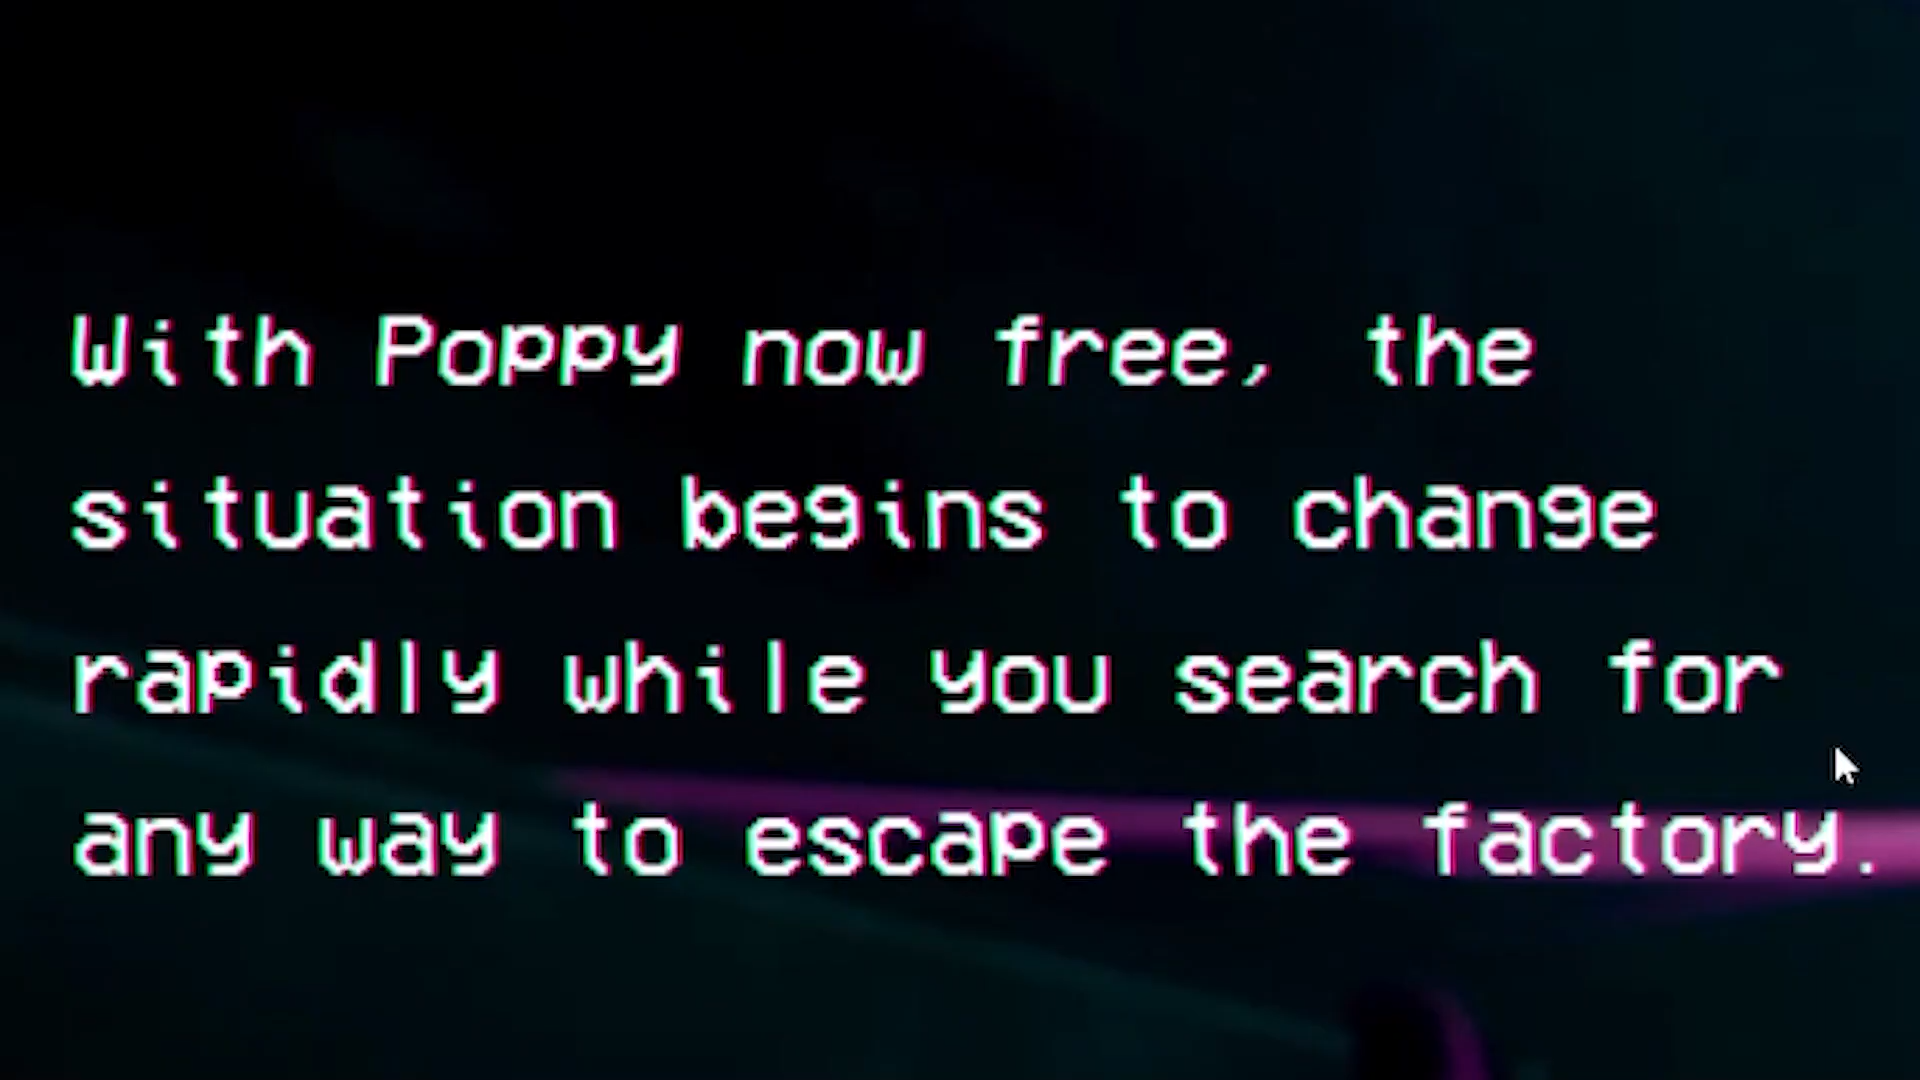 With Poppy now free, the
situation begins to change
rapidly while you search for
any way to escape the factory.